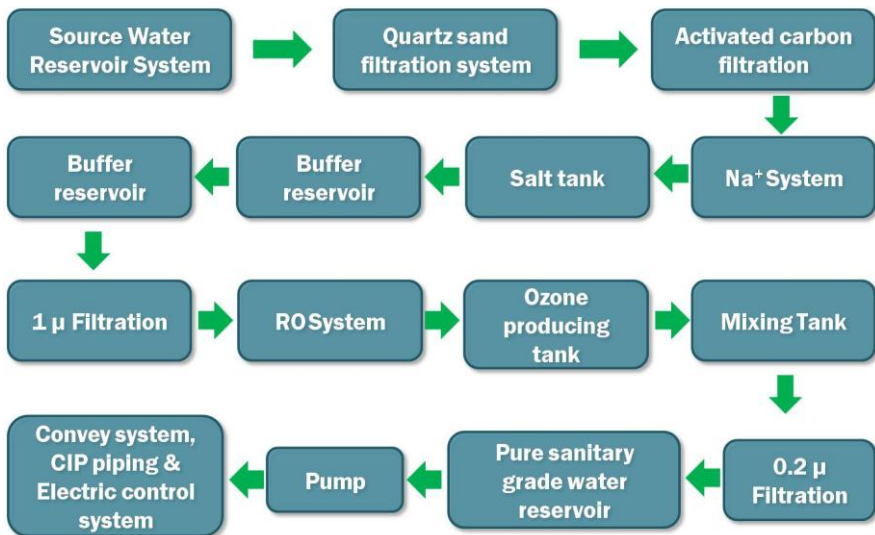 Source Water
Reservoir System
Quartz sand
filtration system
Activated carbon
filtration
Buffer
reservoir
Buffer
reservoir
Salt tank
Na⁺ System
1 µ Filtration
RO System
Ozone
producing
tank
Mixing Tank
Convey system,
CIP piping &
Electric control
system
Pump
Pure sanitary
grade water
reservoir
0.2 µ
Filtration